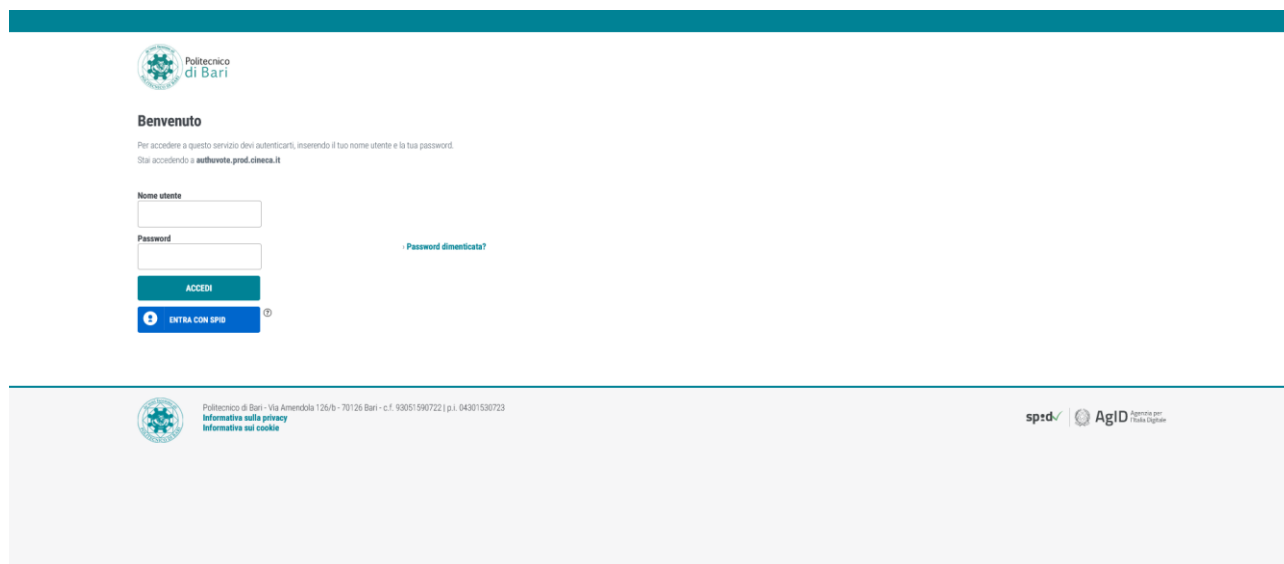 Politecnico
di Bari
Benvenuto
Per accedere a questo servizio devi autenticarti, inserendo il tuo nome utente e la tua password.
Stai accedendo a authuvote.prod.cineca.it
Nome utente
Password
› Password dimenticata?
ACCEDI
ENTRA CON SPID
?
Politecnico di Bari - Via Amendola 126/b - 70126 Bari - c.f. 93051590722 | p.i. 04301530723
Informativa sulla privacy
Informativa sui cookie
spid
AgID Agenzia per
l'Italia Digitale